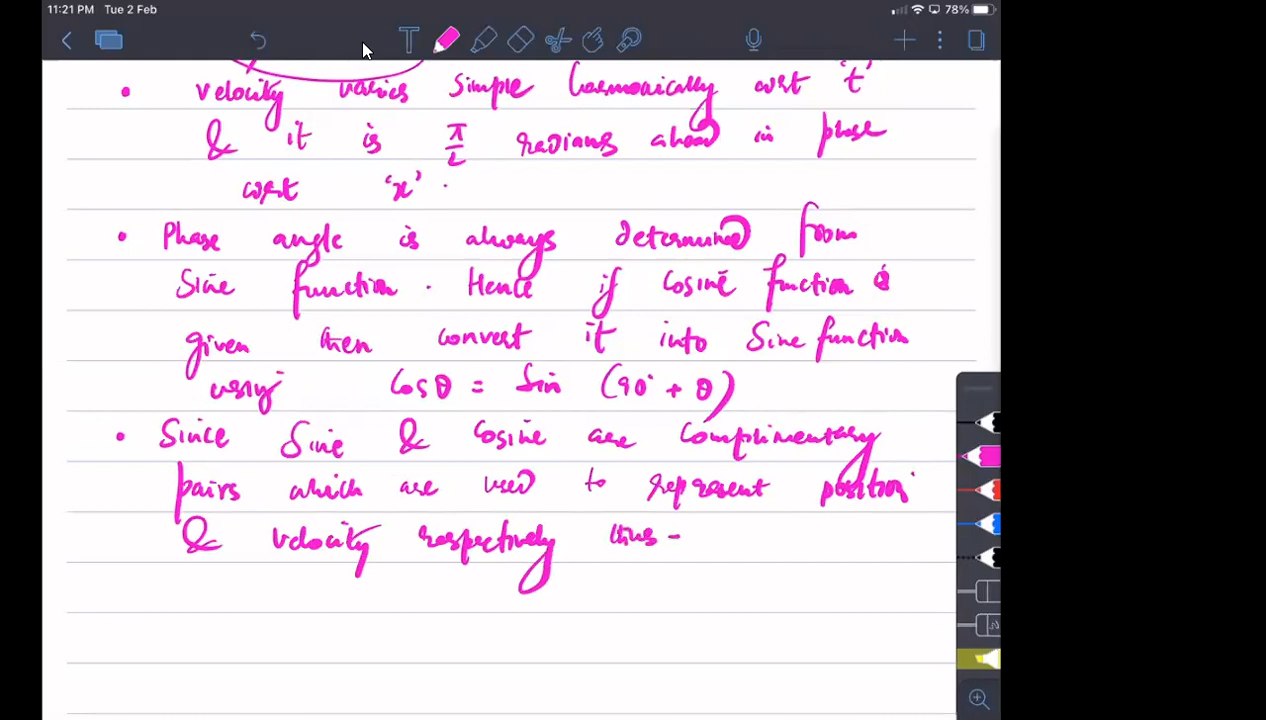 11:21 PM Tue 2 Feb 78%
• velocity varies simple harmonically wrt 't'
& it is π/2 radians ahead in phase
wrt 'x' .
• Phase angle is always determined from
Sine function . Hence if cosine function is
given then convert it into Sine function
using Cosθ = Sin (90° + θ)
• Since Sine & Cosine are Complimentary
pairs which are used to represent position
& velocity respectively thus -